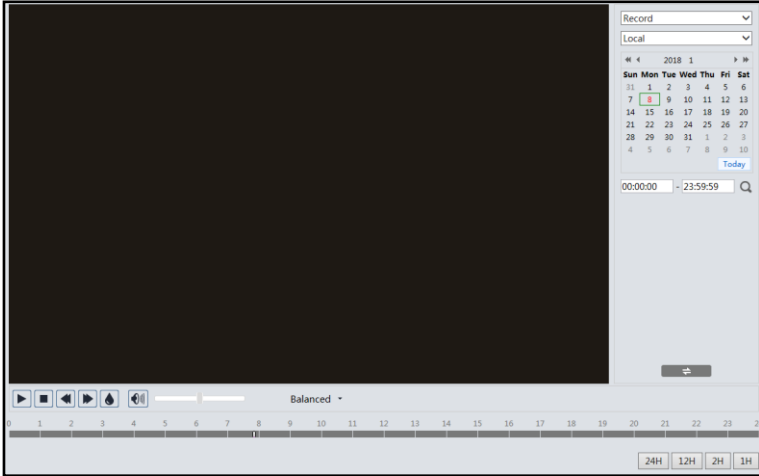 Record
Local
2018 1
Sun Mon Tue Wed Thu Fri Sat
31 1 2 3 4 5 6
7 8 9 10 11 12 13
14 15 16 17 18 19 20
21 22 23 24 25 26 27
28 29 30 31 1 2 3
4 5 6 7 8 9 10
Today
00:00:00 - 23:59:59
Balanced
0 1 2 3 4 5 6 7 8 9 10 11 12 13 14 15 16 17 18 19 20 21 22 23
24H 12H 2H 1H